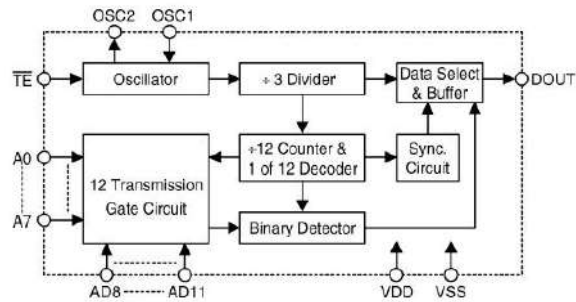 OSC2 OSC1
TE Oscillator ÷ 3 Divider Data Select
& Buffer DOUT
A0 12 Transmission
Gate Circuit ÷12 Counter &
1 of 12 Decoder Sync.
Circuit
A7 Binary Detector
AD8 AD11 VDD VSS